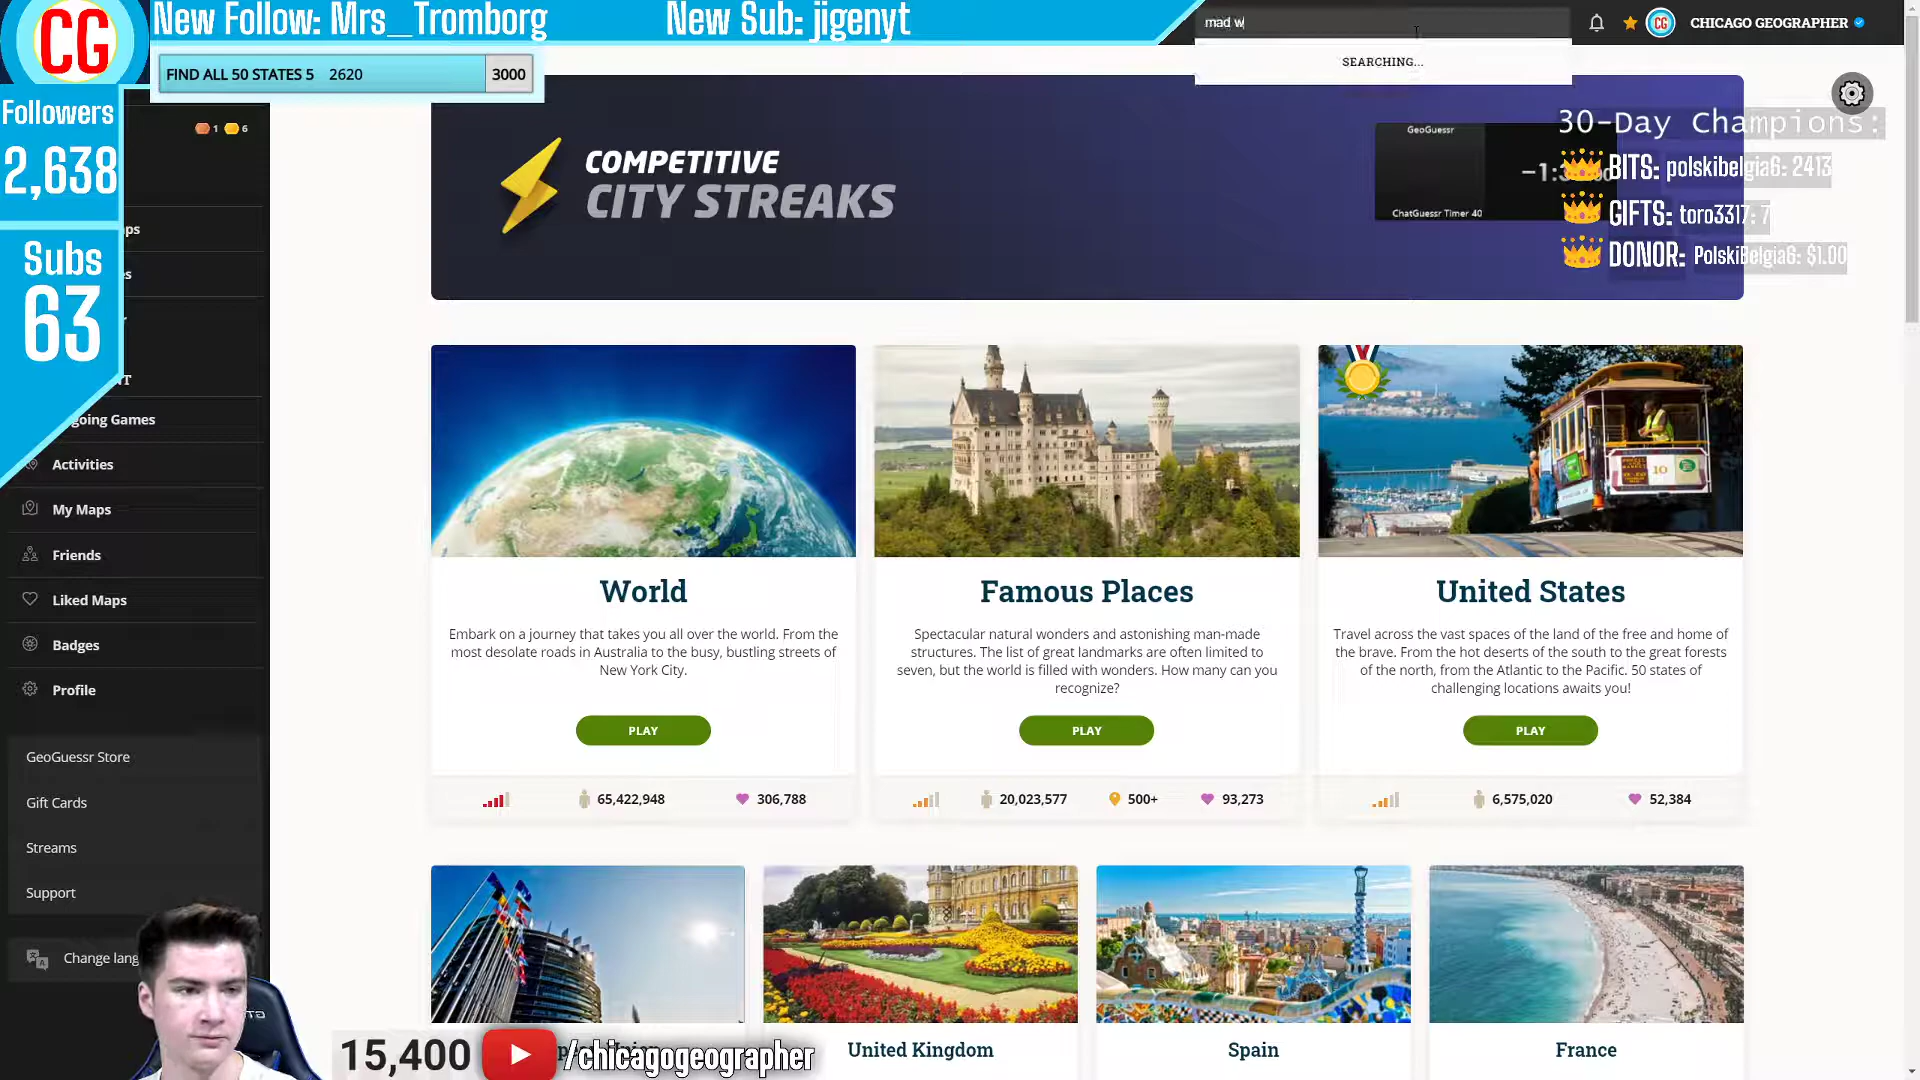 CG
New Follow: Mrs_Tromborg
New Sub: jigenyt
mad w
CHICAGO GEOGRAPHER
SEARCHING...
FIND ALL 50 STATES 5 2620
3000
Followers
2,638
Subs
63
1 6
COMPETITIVE
CITY STREAKS
GeoGuessr
ChatGuessr Timer 40
30-Day Champions:
BITS: polskibelgia6: 2413
GIFTS: toro3317: 7
DONOR: PolskiBelgia6: $1.00
Activities
My Maps
Friends
Liked Maps
Badges
Profile
GeoGuessr Store
Gift Cards
Streams
Support
World
Embark on a journey that takes you all over the world. From the
most desolate roads in Australia to the busy, bustling streets of
New York City.
PLAY
65,422,948
306,788
Famous Places
Spectacular natural wonders and astonishing man-made
structures. The list of great landmarks are often limited to
seven, but the world is filled with wonders. How many can you
recognize?
PLAY
20,023,577
500+
93,273
United States
Travel across the vast spaces of the land of the free and home of
the brave. From the hot deserts of the south to the great forests
of the north, from the Atlantic to the Pacific. 50 states of
challenging locations awaits you!
PLAY
6,575,020
52,384
10
United Kingdom
Spain
France
Change lang
15,400
/chicagogeographer